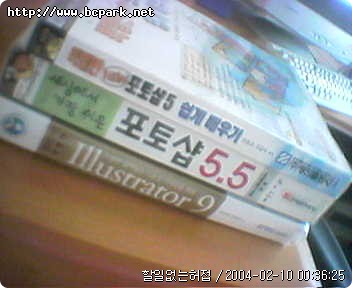 http://www.bcpark.net
포토샵5 쉽게 배우기
세상에서
가장 쉬운
포토샵 5.5
Illustrator 9
할일없는허접 / 2004-02-10 00:36:25